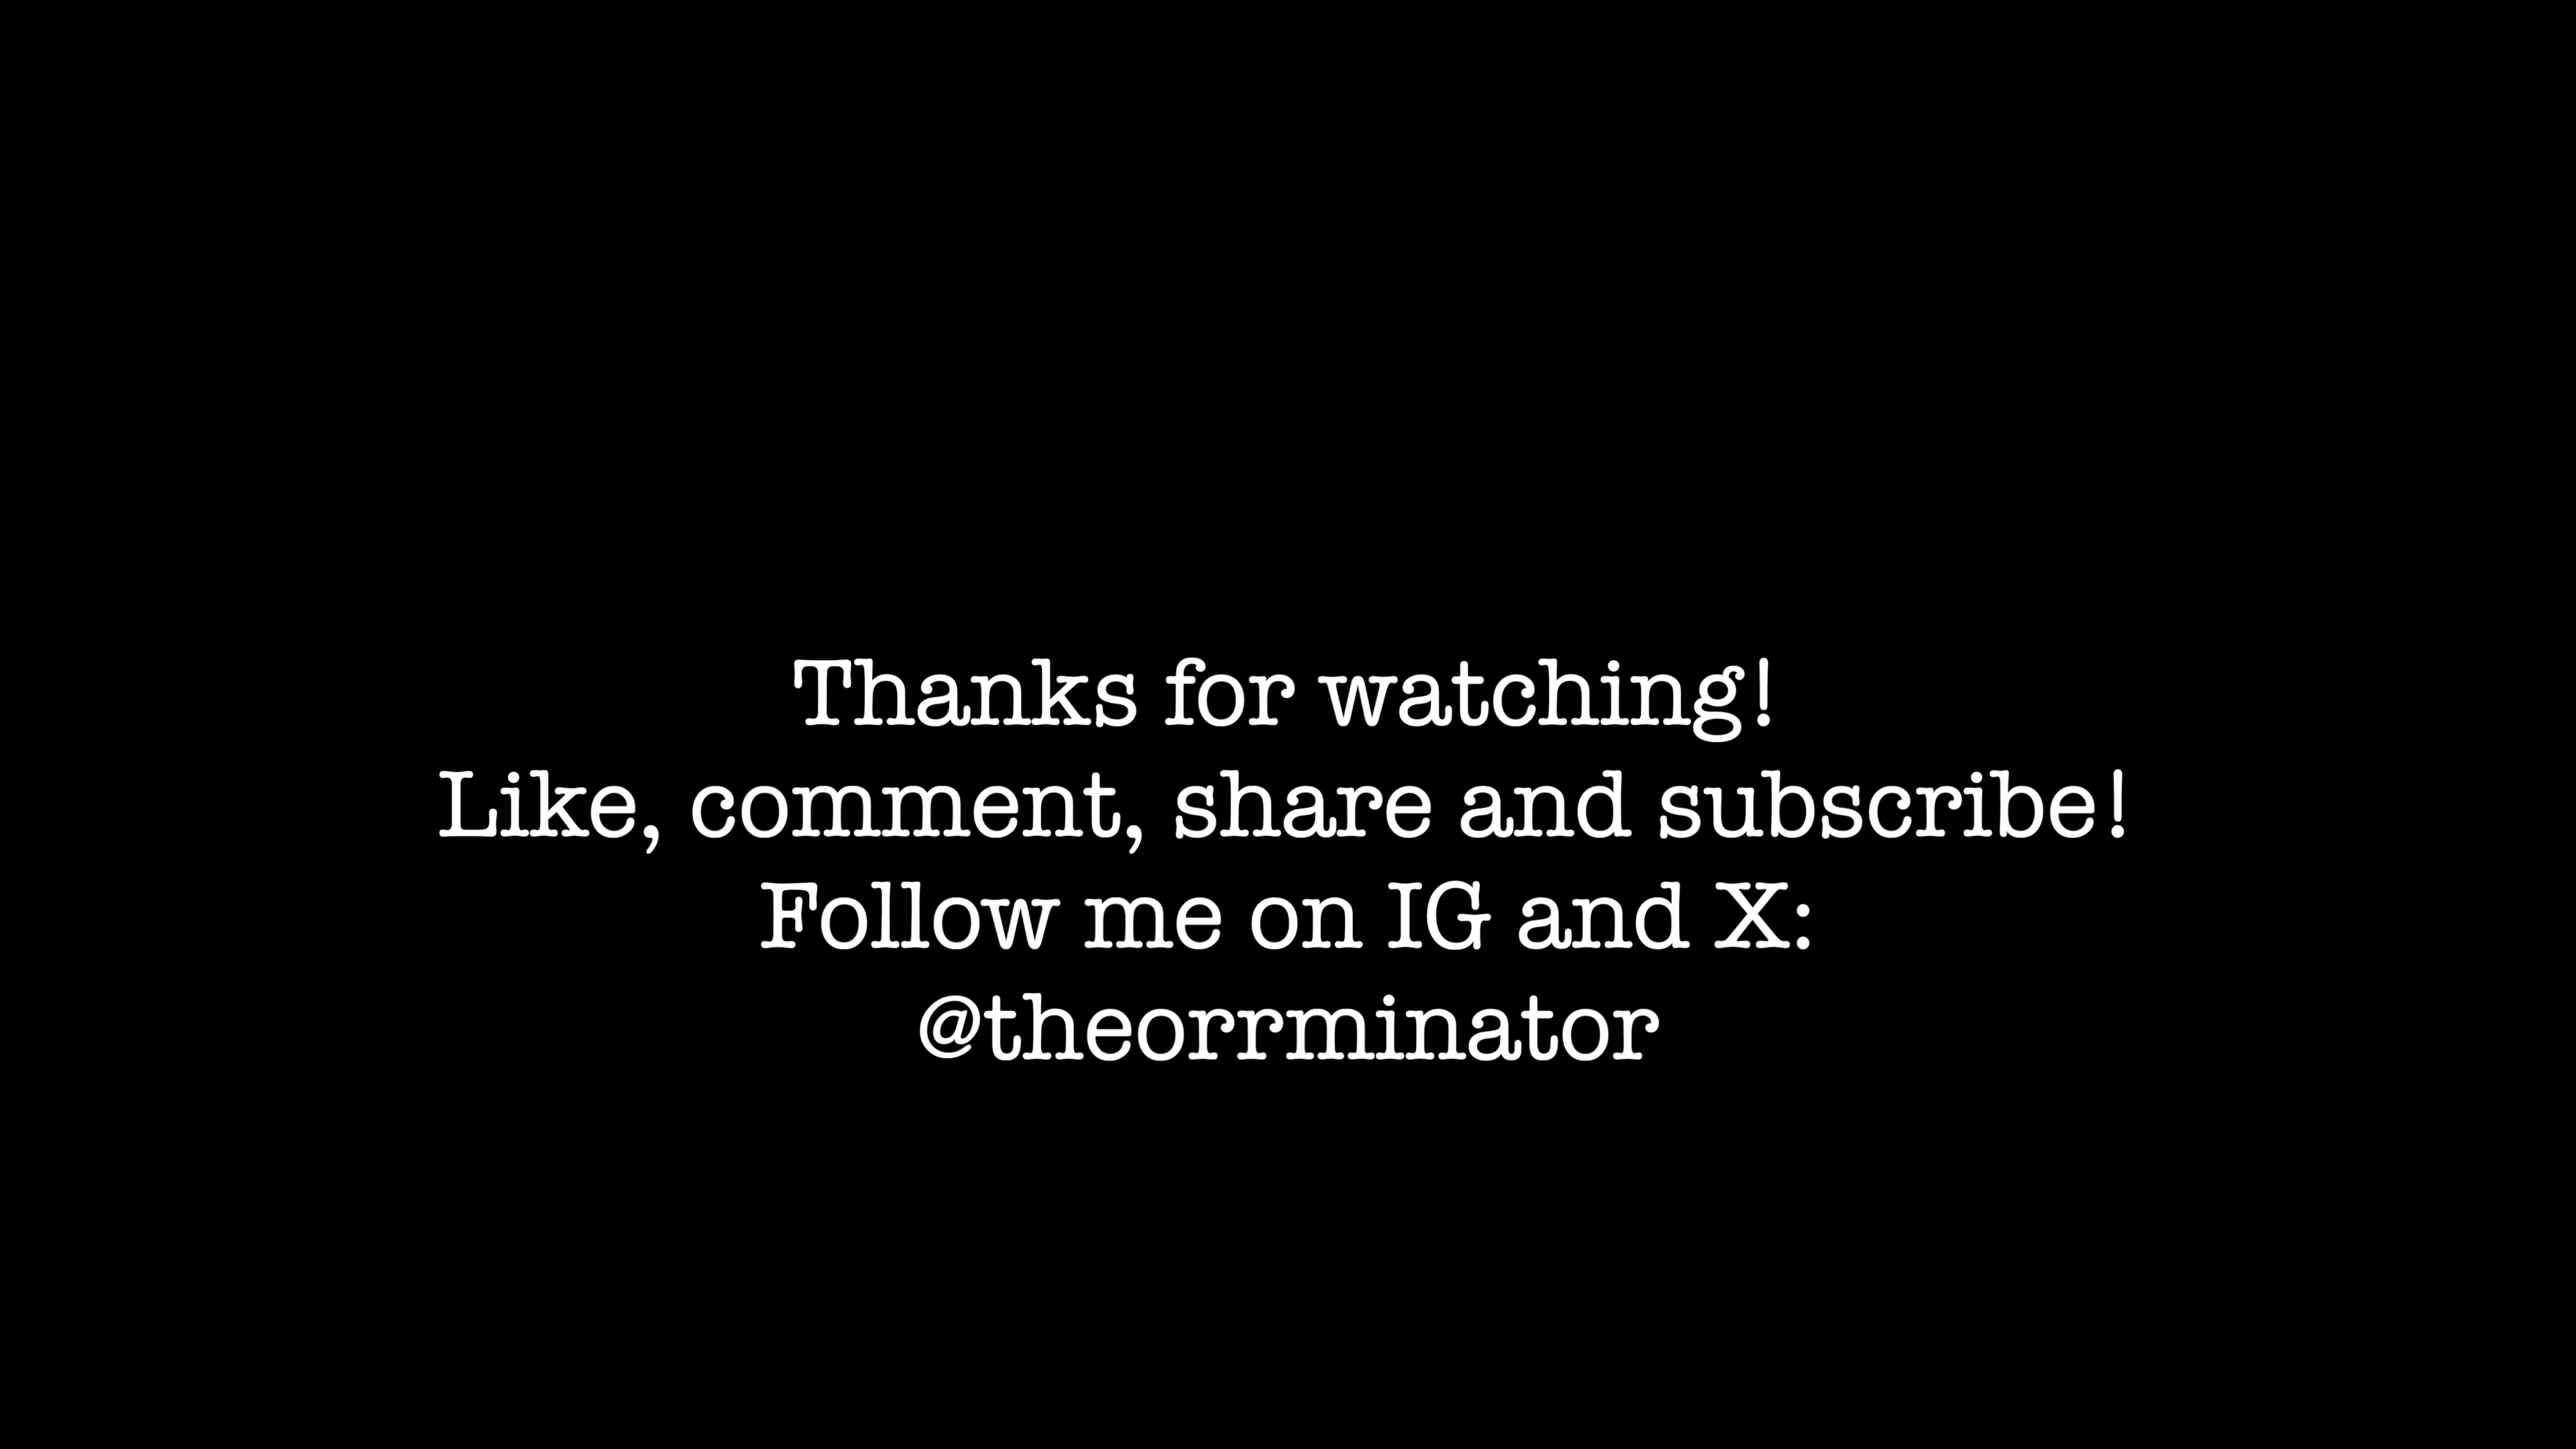 Thanks for watching!
Like, comment, share and subscribe!
Follow me on IG and X:
@theorrminator